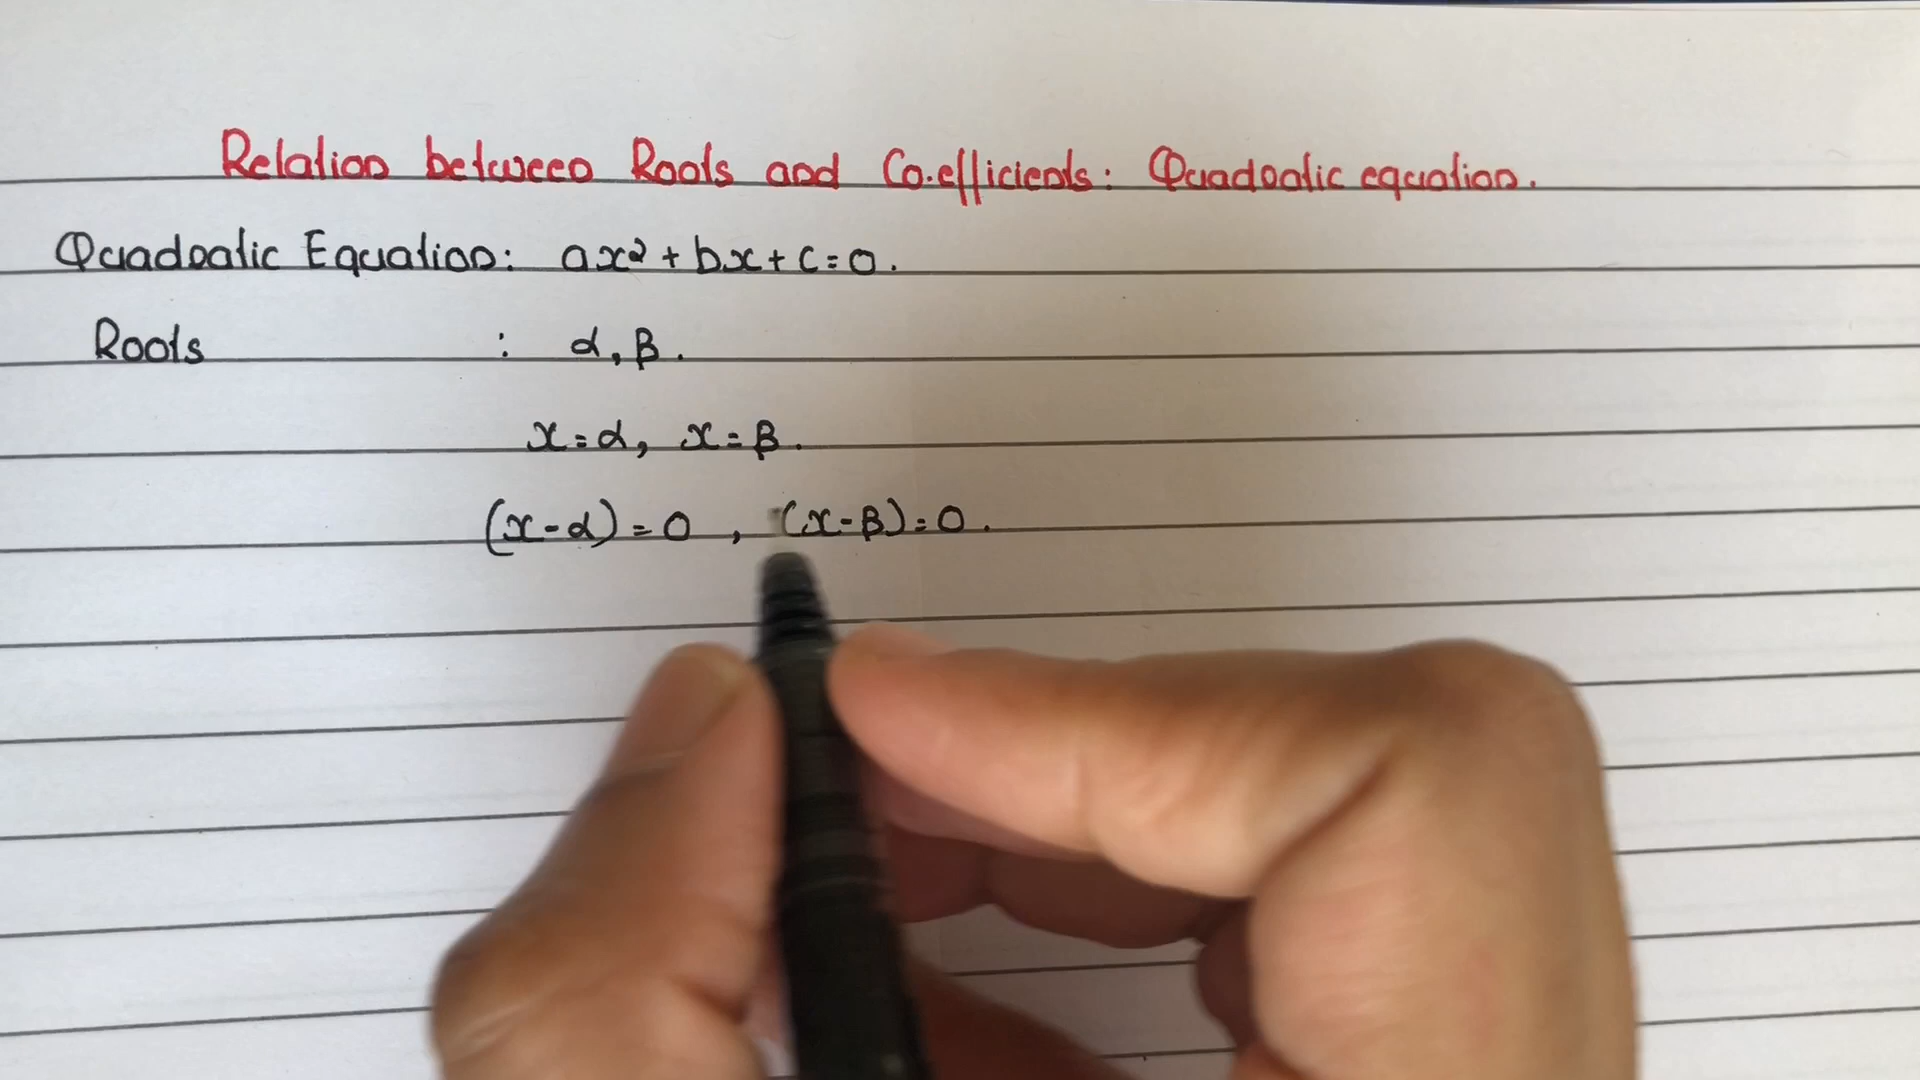 Relation between Roots and Co.efficients: Quadratic equation.
Quadratic Equation: ax² + bx + c = 0.
Roots : α, β.
x = α, x = β.
(x - α) = 0 , (x - β) = 0.